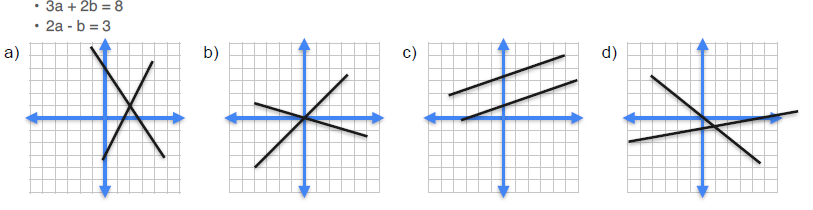 • 3a + 2b = 8
• 2a - b = 3
a) b) c) d)